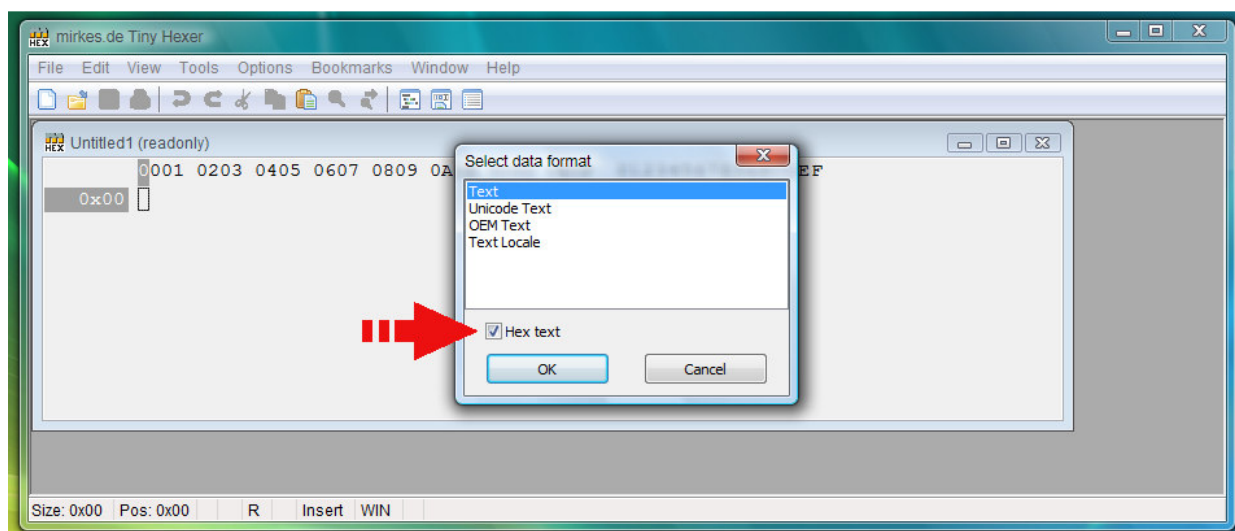 HEX mirkes.de Tiny Hexer
File Edit View Tools Options Bookmarks Window Help
HEX Untitled1 (readonly)
0001 0203 0405 0607 0809 0A EF
0x00
Select data format
Text
Unicode Text
OEM Text
Text Locale
Hex text
OK Cancel
Size: 0x00 Pos: 0x00 R Insert WIN